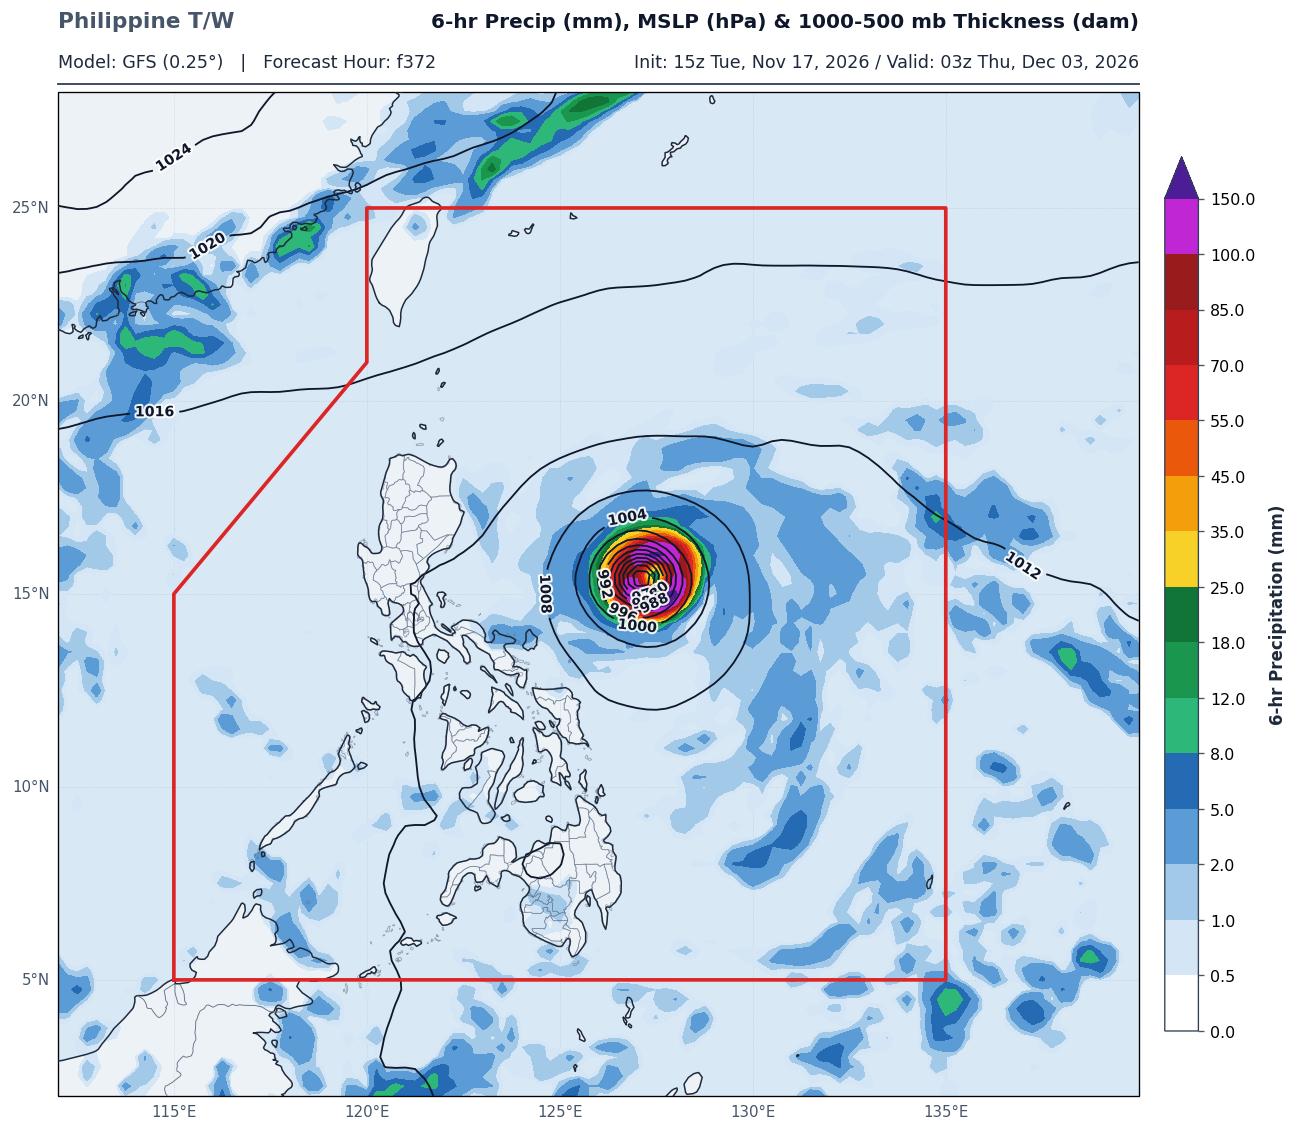 Philippine T/W
6-hr Precip (mm), MSLP (hPa) & 1000-500 mb Thickness (dam)
Model: GFS (0.25°) | Forecast Hour: f372
Init: 15z Tue, Nov 17, 2026 / Valid: 03z Thu, Dec 03, 2026
1024
1020
1016
1012
1008
1004
992
988
1000
25°N
20°N
15°N
10°N
5°N
115°E
120°E
125°E
130°E
135°E
150.0
100.0
85.0
70.0
55.0
45.0
35.0
25.0
18.0
12.0
8.0
5.0
2.0
1.0
0.5
0.0
6-hr Precipitation (mm)